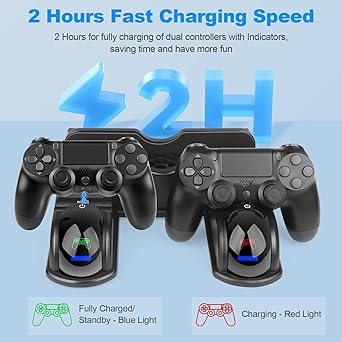 2 Hours Fast Charging Speed
2 Hours for fully charging of dual controllers with Indicators,
saving time and have more fun
2H
Fully Charged/
Standby - Blue Light
Charging - Red Light